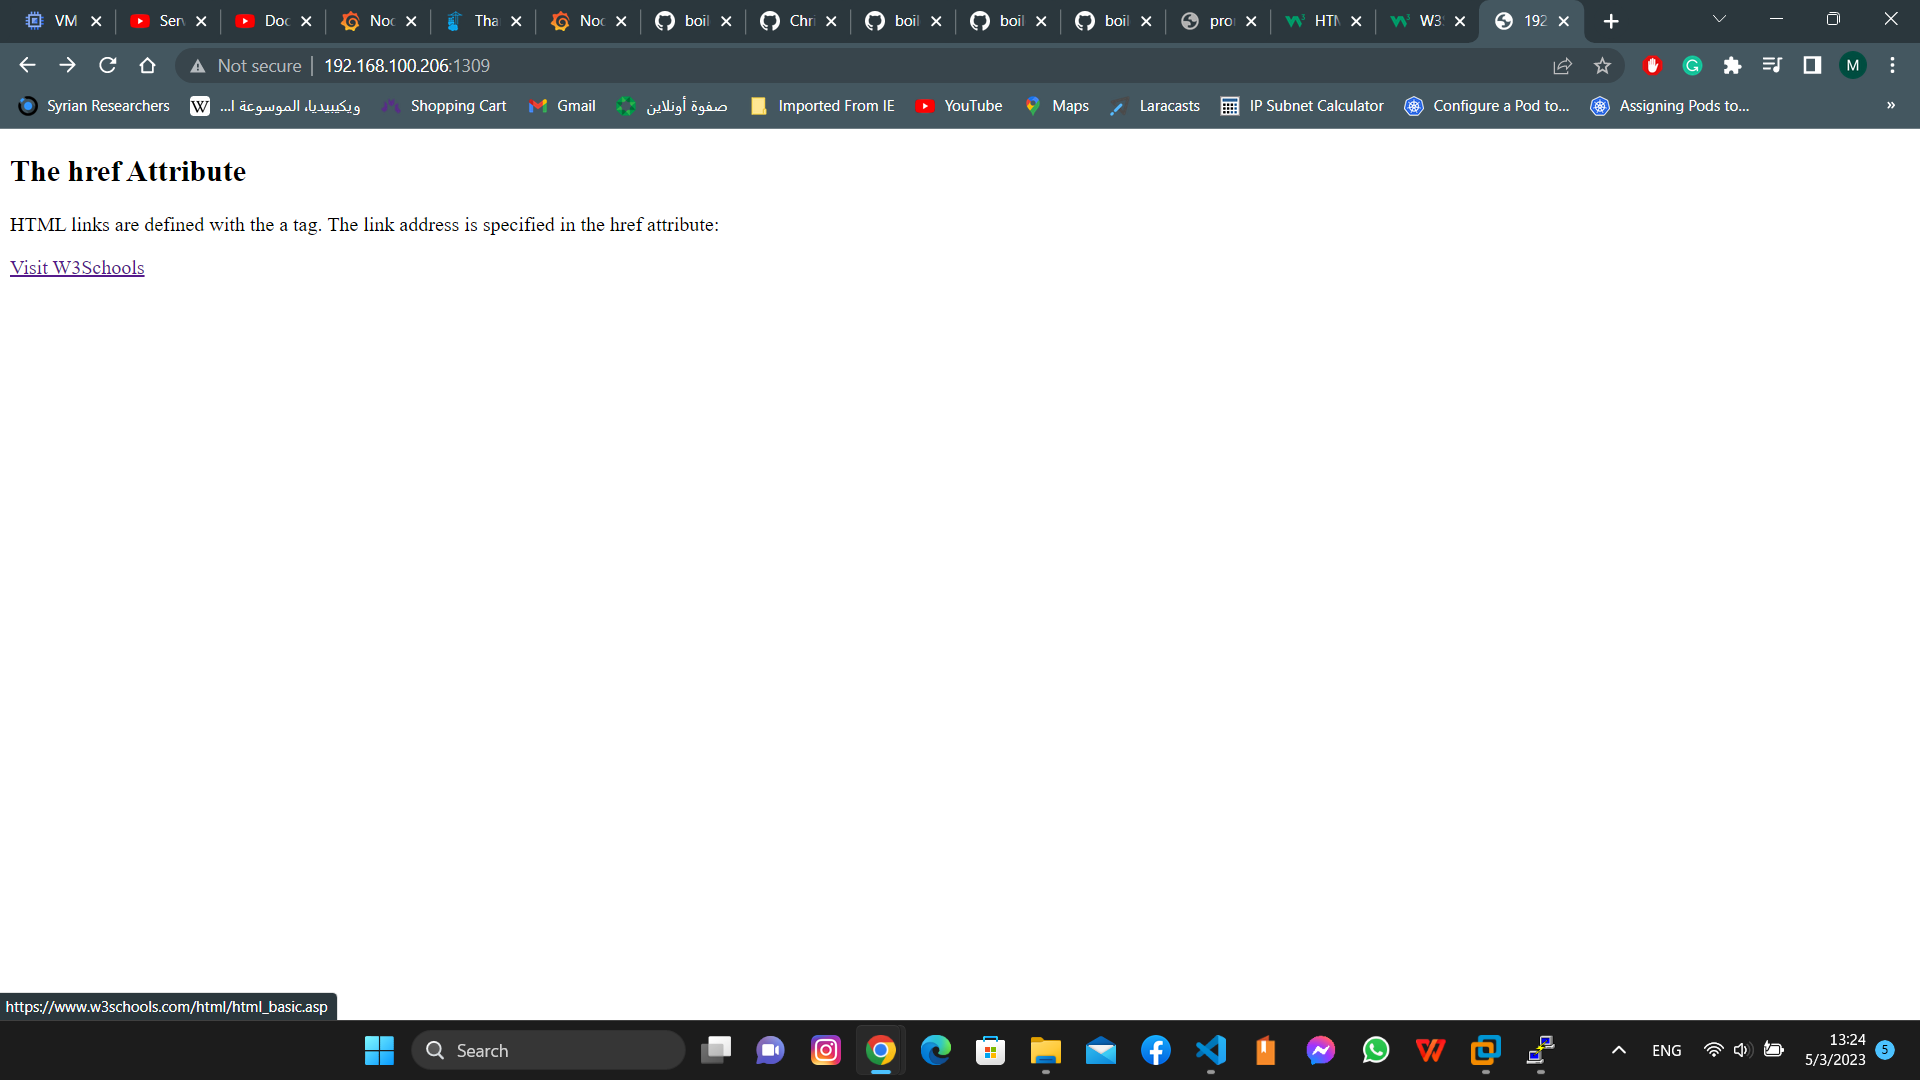 VM
Ser
Doc
Noc
Tha
Noc
boil
Chri
boil
boil
boil
pro
HTM
W3
192
Not secure
192.168.100.206:1309
M
Syrian Researchers
ويكيبيديا، الموسوعة ا...
Shopping Cart
Gmail
صفوة أونلاين
Imported From IE
YouTube
Maps
Laracasts
IP Subnet Calculator
Configure a Pod to...
Assigning Pods to...
»
The href Attribute
HTML links are defined with the a tag. The link address is specified in the href attribute:
Visit W3Schools
https://www.w3schools.com/html/html_basic.asp
Search
ENG
13:24
5/3/2023
5